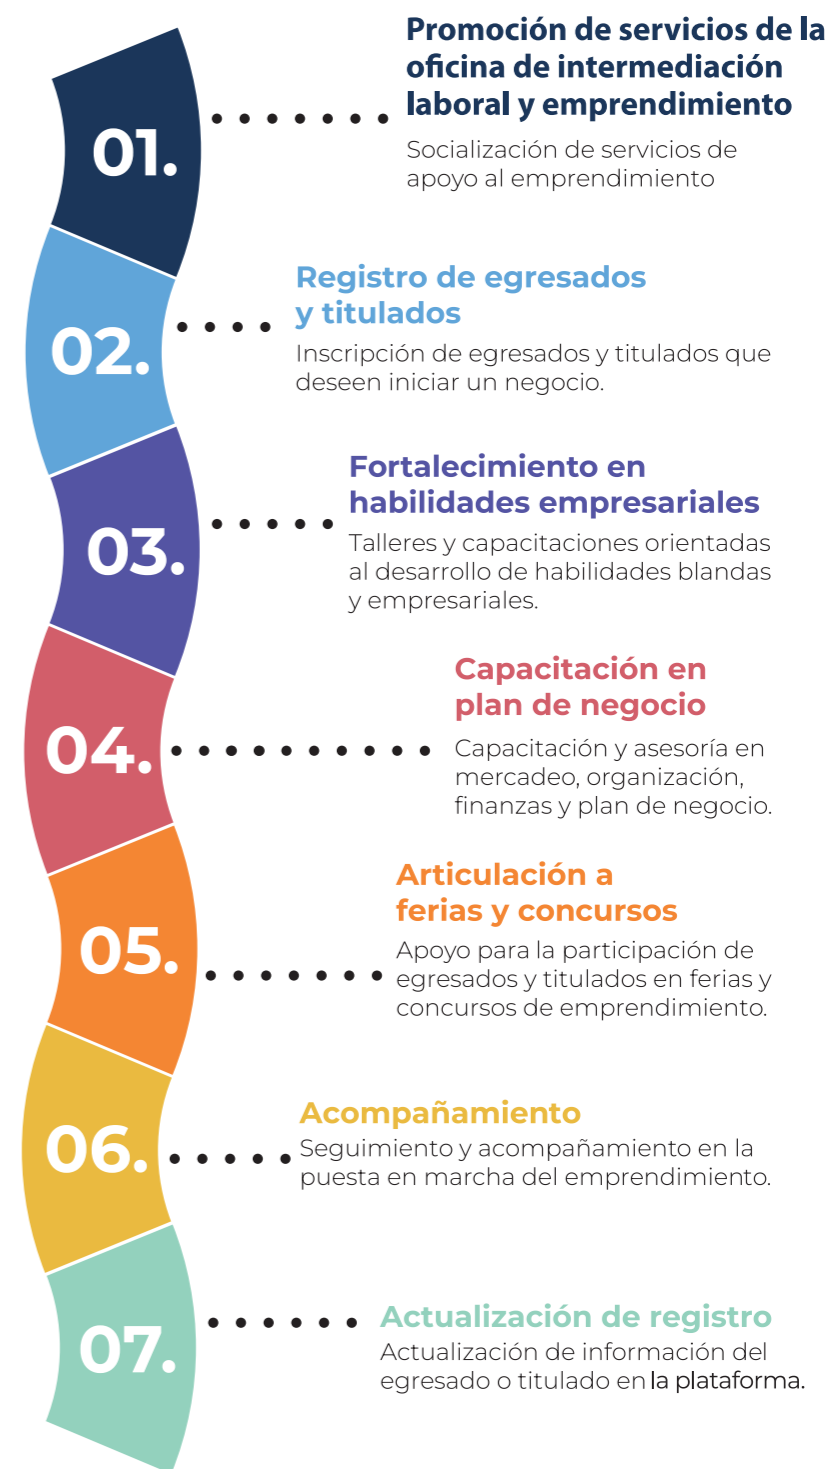 01.
Promoción de servicios de la
oficina de intermediación
laboral y emprendimiento
Socialización de servicios de
apoyo al emprendimiento
02.
Registro de egresados
y titulados
Inscripción de egresados y titulados que
deseen iniciar un negocio.
03.
Fortalecimiento en
habilidades empresariales
Talleres y capacitaciones orientadas
al desarrollo de habilidades blandas
y empresariales.
04.
Capacitación en
plan de negocio
Capacitación y asesoría en
mercadeo, organización,
finanzas y plan de negocio.
05.
Articulación a
ferias y concursos
Apoyo para la participación de
egresados y titulados en ferias y
concursos de emprendimiento.
06.
Acompañamiento
Seguimiento y acompañamiento en la
puesta en marcha del emprendimiento.
07.
Actualización de registro
Actualización de información del
egresado o titulado en la plataforma.